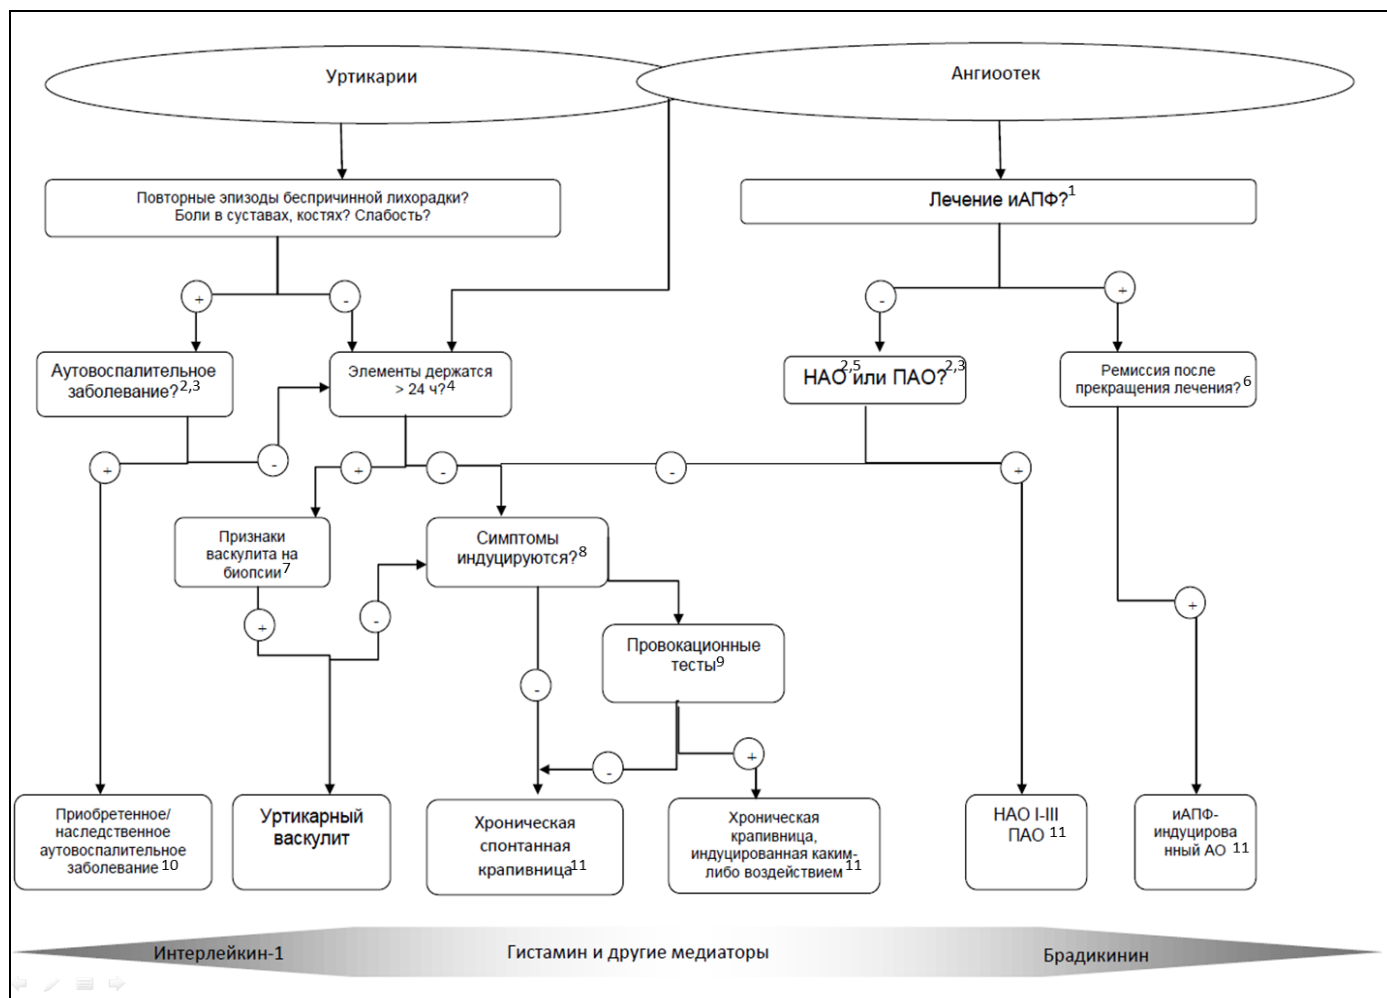 Уртикарии
Ангиоотек
Повторные эпизоды беспричинной лихорадки?
Боли в суставах, костях? Слабость?
Лечение иАПФ?1
+
-
-
+
Аутовоспалительное
заболевание?2,3
Элементы держатся
> 24 ч?4
НАО2,5 или ПАО?2,3
Ремиссия после
прекращения лечения?6
+
-
+
-
-
+
Признаки
васкулита на
биопсии7
Симптомы
индуцируются?8
+
-
+
Провокационные
тесты9
-
-
+
Приобретенное/
наследственное
аутовоспалительное
заболевание 10
Уртикарный
васкулит
Хроническая
спонтанная
крапивница11
Хроническая
крапивница,
индуцированная каким-
либо воздействием 11
НАО I-III
ПАО 11
иАПФ-
индуцирова
нный АО 11
Интерлейкин-1
Гистамин и другие медиаторы
Брадикинин